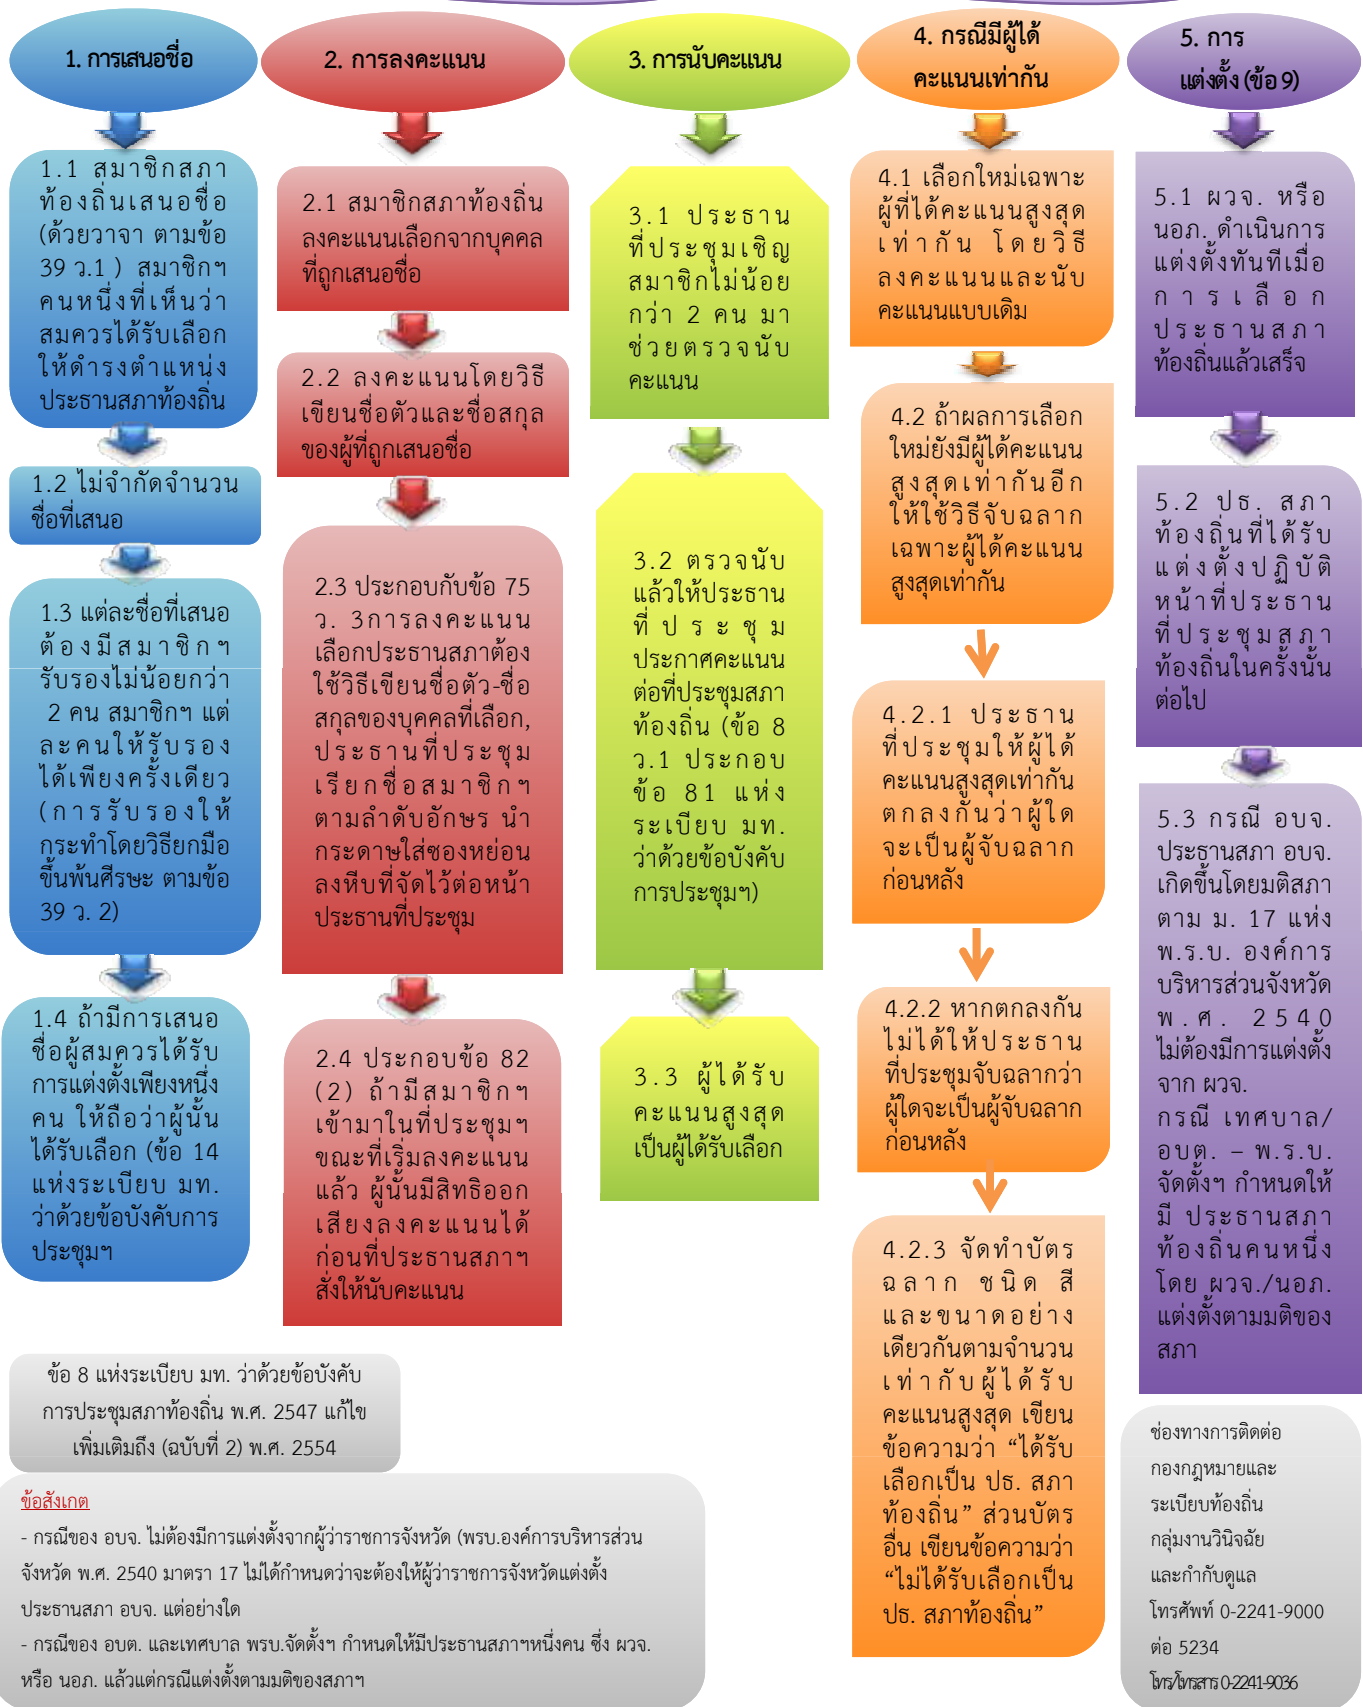 1. การเสนอชื่อ
1.1 สมาชิกสภา
ท้องถิ่นเสนอชื่อ
(ด้วยวาจา ตามข้อ
39 ว.1 ) สมาชิกฯ
คนหนึ่งที่เห็นว่า
สมควรได้รับเลือก
ให้ดำรงตำแหน่ง
ประธานสภาท้องถิ่น
1.2 ไม่จำกัดจำนวน
ชื่อที่เสนอ
1.3 แต่ละชื่อที่เสนอ
ต้องมีสมาชิกฯ
รับรองไม่น้อยกว่า
2 คน สมาชิกฯ แต่
ละคนให้รับรอง
ได้เพียงครั้งเดียว
(การรับรองให้
กระทำโดยวิธียกมือ
ขึ้นพ้นศีรษะ ตามข้อ
39 ว. 2)
1.4 ถ้ามีการเสนอ
ชื่อผู้สมควรได้รับ
การแต่งตั้งเพียงหนึ่ง
คน ให้ถือว่าผู้นั้น
ได้รับเลือก (ข้อ 14
แห่งระเบียบ มท.
ว่าด้วยข้อบังคับการ
ประชุมฯ
2. การลงคะแนน
2.1 สมาชิกสภาท้องถิ่น
ลงคะแนนเลือกจากบุคคล
ที่ถูกเสนอชื่อ
2.2 ลงคะแนนโดยวิธี
เขียนชื่อตัวและชื่อสกุล
ของผู้ที่ถูกเสนอชื่อ
2.3 ประกอบกับข้อ 75
ว. 3การลงคะแนน
เลือกประธานสภาต้อง
ใช้วิธีเขียนชื่อตัว-ชื่อ
สกุลของบุคคลที่เลือก,
ประธานที่ประชุม
เรียกชื่อสมาชิกฯ
ตามลำดับอักษร นำ
กระดาษใส่ซองหย่อน
ลงหีบที่จัดไว้ต่อหน้า
ประธานที่ประชุม
2.4 ประกอบข้อ 82
(2) ถ้ามีสมาชิกฯ
เข้ามาในที่ประชุมฯ
ขณะที่เริ่มลงคะแนน
แล้ว ผู้นั้นมีสิทธิออก
เสียงลงคะแนนได้
ก่อนที่ประธานสภาฯ
สั่งให้นับคะแนน
3. การนับคะแนน
3.1 ประธาน
ที่ประชุมเชิญ
สมาชิกไม่น้อย
กว่า 2 คน มา
ช่วยตรวจนับ
คะแนน
3.2 ตรวจนับ
แล้วให้ประธาน
ที่ประชุม
ประกาศคะแนน
ต่อที่ประชุมสภา
ท้องถิ่น (ข้อ 8
ว.1 ประกอบ
ข้อ 81 แห่ง
ระเบียบ มท.
ว่าด้วยข้อบังคับ
การประชุมฯ)
3.3 ผู้ได้รับ
คะแนนสูงสุด
เป็นผู้ได้รับเลือก
4. กรณีมีผู้ได้
คะแนนเท่ากัน
4.1 เลือกใหม่เฉพาะ
ผู้ที่ได้คะแนนสูงสุด
เท่ากัน โดยวิธี
ลงคะแนนและนับ
คะแนนแบบเดิม
4.2 ถ้าผลการเลือก
ใหม่ยังมีผู้ได้คะแนน
สูงสุดเท่ากันอีก
ให้ใช้วิธีจับฉลาก
เฉพาะผู้ได้คะแนน
สูงสุดเท่ากัน
4.2.1 ประธาน
ที่ประชุมให้ผู้ได้
คะแนนสูงสุดเท่ากัน
ตกลงกันว่าผู้ใด
จะเป็นผู้จับฉลาก
ก่อนหลัง
4.2.2 หากตกลงกัน
ไม่ได้ให้ประธาน
ที่ประชุมจับฉลากว่า
ผู้ใดจะเป็นผู้จับฉลาก
ก่อนหลัง
4.2.3 จัดทำบัตร
ฉลาก ชนิด สี
และขนาดอย่าง
เดียวกันตามจำนวน
เท่ากับผู้ได้รับ
คะแนนสูงสุด เขียน
ข้อความว่า “ได้รับ
เลือกเป็น ปธ. สภา
ท้องถิ่น” ส่วนบัตร
อื่น เขียนข้อความว่า
“ไม่ได้รับเลือกเป็น
ปธ. สภาท้องถิ่น”
5. การ
แต่งตั้ง (ข้อ 9)
5.1 ผวจ. หรือ
นอภ. ดำเนินการ
แต่งตั้งทันทีเมื่อ
การเลือก
ประธานสภา
ท้องถิ่นแล้วเสร็จ
5.2 ปธ. สภา
ท้องถิ่นที่ได้รับ
แต่งตั้งปฏิบัติ
หน้าที่ประธาน
ที่ประชุมสภา
ท้องถิ่นในครั้งนั้น
ต่อไป
5.3 กรณี อบจ.
ประธานสภา อบจ.
เกิดขึ้นโดยมติสภา
ตาม ม. 17 แห่ง
พ.ร.บ. องค์การ
บริหารส่วนจังหวัด
พ.ศ. 2540
ไม่ต้องมีการแต่งตั้ง
จาก ผวจ.
กรณี เทศบาล/
อบต. – พ.ร.บ.
จัดตั้งฯ กำหนดให้
มี ประธานสภา
ท้องถิ่นคนหนึ่ง
โดย ผวจ./นอภ.
แต่งตั้งตามมติของ
สภา
ข้อ 8 แห่งระเบียบ มท. ว่าด้วยข้อบังคับ
การประชุมสภาท้องถิ่น พ.ศ. 2547 แก้ไข
เพิ่มเติมถึง (ฉบับที่ 2) พ.ศ. 2554
ข้อสังเกต
- กรณีของ อบจ. ไม่ต้องมีการแต่งตั้งจากผู้ว่าราชการจังหวัด (พรบ.องค์การบริหารส่วน
จังหวัด พ.ศ. 2540 มาตรา 17 ไม่ได้กำหนดว่าจะต้องให้ผู้ว่าราชการจังหวัดแต่งตั้ง
ประธานสภา อบจ. แต่อย่างใด
- กรณีของ อบต. และเทศบาล พรบ.จัดตั้งฯ กำหนดให้มีประธานสภาฯหนึ่งคน ซึ่ง ผวจ.
หรือ นอภ. แล้วแต่กรณีแต่งตั้งตามมติของสภาฯ
ช่องทางการติดต่อ
กองกฎหมายและ
ระเบียบท้องถิ่น
กลุ่มงานวินิจฉัย
และกำกับดูแล
โทรศัพท์ 0-2241-9000
ต่อ 5234
โทร/โทรสาร 0-2241-9036